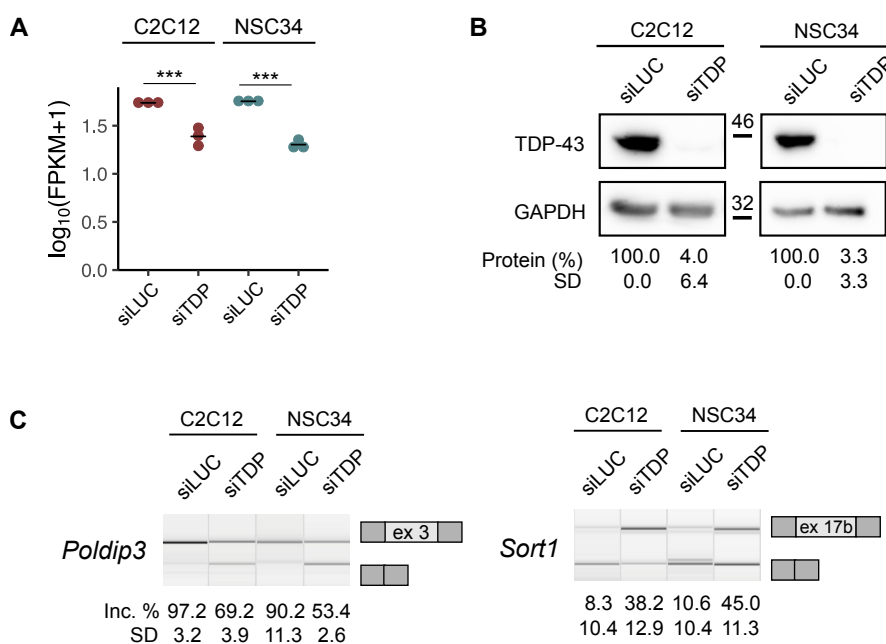 A
C2C12 NSC34
*** ***
log10(FPKM+1)
1.5
1.0
0.5
0.0
siLUC siTDP siLUC siTDP
B
C2C12 NSC34
siLUC siTDP siLUC siTDP
TDP-43 46
GAPDH 32
Protein (%) 100.0 4.0 100.0 3.3
SD 0.0 6.4 0.0 3.3
C
C2C12 NSC34
siLUC siTDP siLUC siTDP
Poldip3 ex 3
Inc. % 97.2 69.2 90.2 53.4
SD 3.2 3.9 11.3 2.6
C2C12 NSC34
siLUC siTDP siLUC siTDP
Sort1 ex 17b
8.3 38.2 10.6 45.0
10.4 12.9 10.4 11.3